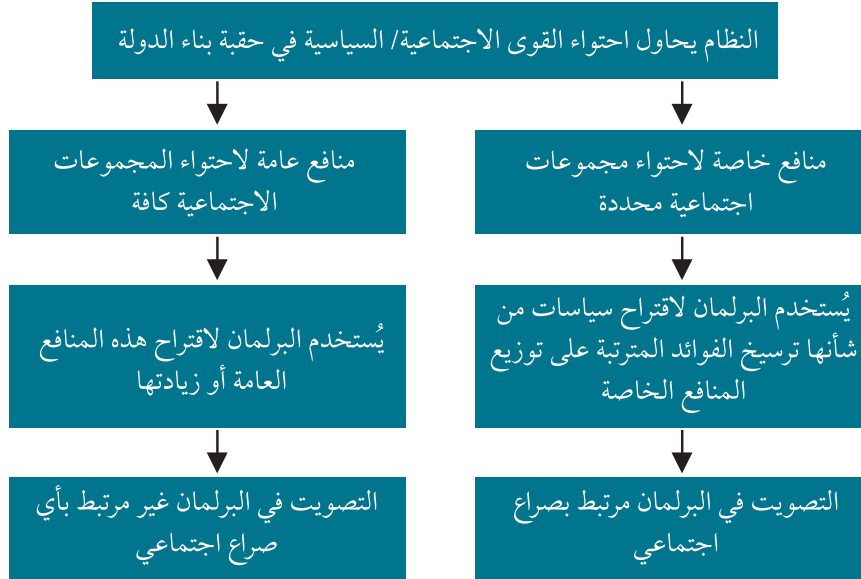 النظام يحاول احتواء القوى الاجتماعية/ السياسية في حقبة بناء الدولة
منافع خاصة لاحتواء مجموعات
اجتماعية محددة
يُستخدم البرلمان لاقتراح سياسات من
شأنها ترسيخ الفوائد المترتبة على توزيع
المنافع الخاصة
التصويت في البرلمان مرتبط بصراع
اجتماعي
منافع عامة لاحتواء المجموعات
الاجتماعية كافة
يُستخدم البرلمان لاقتراح هذه المنافع
العامة أو زيادتها
التصويت في البرلمان غير مرتبط بأي
صراع اجتماعي